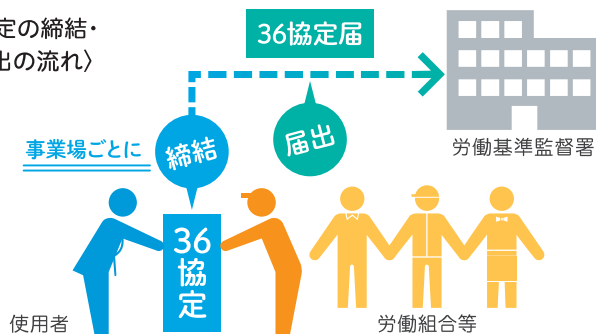 定の締結・
出の流れ〉
36協定届
事業場ごとに
締結
届出
労働基準監督署
36
協
定
使用者
労働組合等